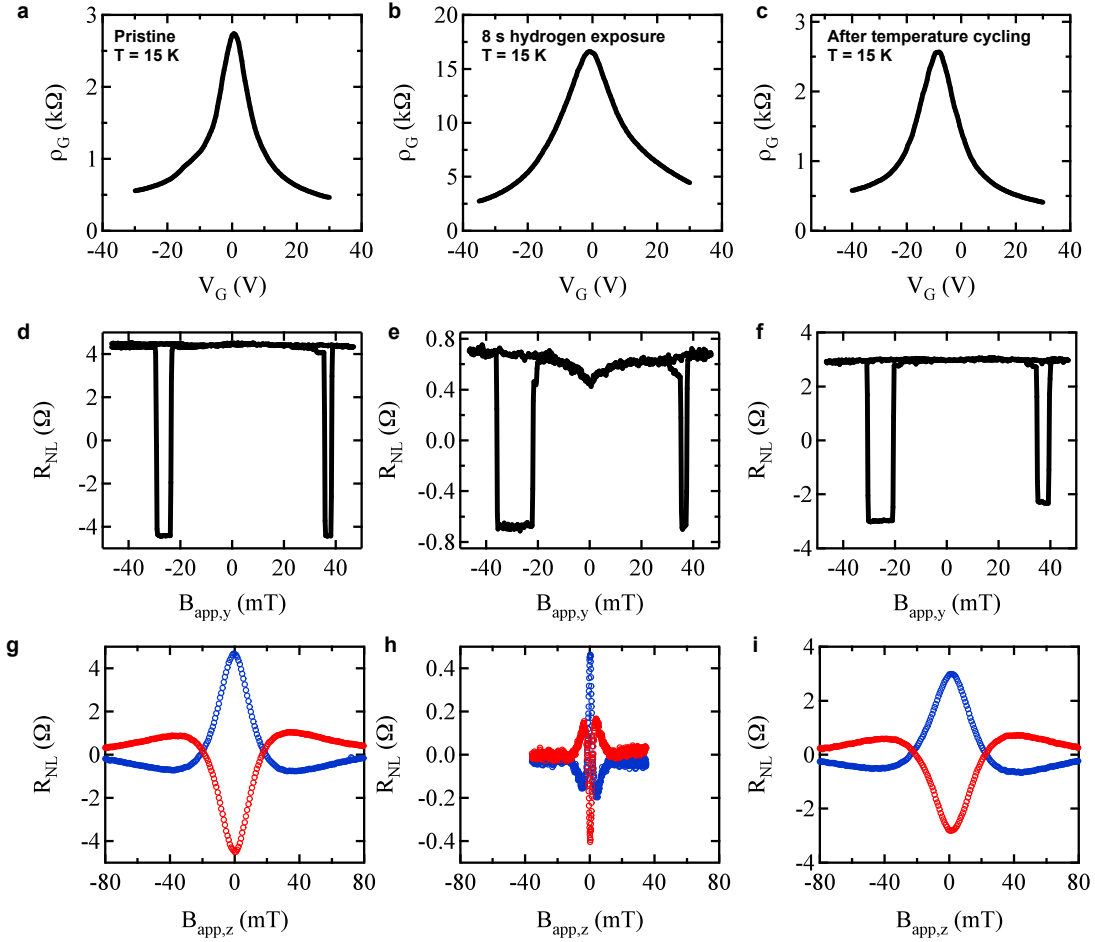 a
Pristine
T = 15 K
3
2
1
0
-40 -20 0 20 40
ρG (kΩ)
VG (V)
b
8 s hydrogen exposure
T = 15 K
20
15
10
5
0
-40 -20 0 20 40
ρG (kΩ)
VG (V)
c
After temperature cycling
T = 15 K
3
2
1
0
-40 -20 0 20
ρG (kΩ)
VG (V)
d
4
2
0
-2
-4
-40 -20 0 20 40
RNL (Ω)
Bapp,y (mT)
e
0.8
0.4
0.0
-0.4
-0.8
-40 -20 0 20 40
RNL (Ω)
Bapp,y (mT)
f
4
2
0
-2
-4
-40 -20 0 20 40
RNL (Ω)
Bapp,y (mT)
g
4
2
0
-2
-4
-80 -40 0 40 80
RNL (Ω)
Bapp,z (mT)
h
0.4
0.2
0.0
-0.2
0.4
-80 -40 0 40 80
RNL (Ω)
Bapp,z (mT)
i
4
2
0
-2
-4
-80 -40 0 40 80
RNL (Ω)
Bapp,z (mT)